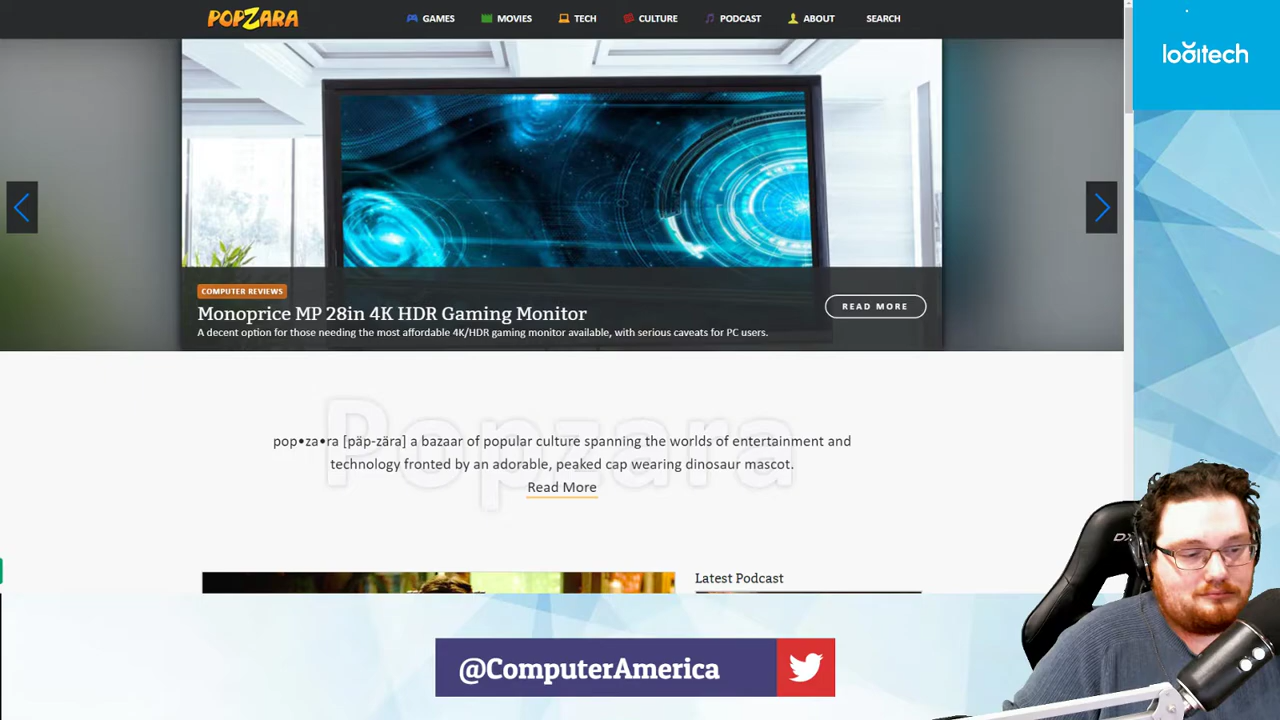 POPZARA
GAMES
MOVIES
TECH
CULTURE
PODCAST
ABOUT
SEARCH
logitech
COMPUTER REVIEWS
Monoprice MP 28in 4K HDR Gaming Monitor
A decent option for those needing the most affordable 4K/HDR gaming monitor available, with serious caveats for PC users.
READ MORE
Popzara
pop•za•ra [päp-zära] a bazaar of popular culture spanning the worlds of entertainment and
technology fronted by an adorable, peaked cap wearing dinosaur mascot.
Read More
Latest Podcast
@ComputerAmerica